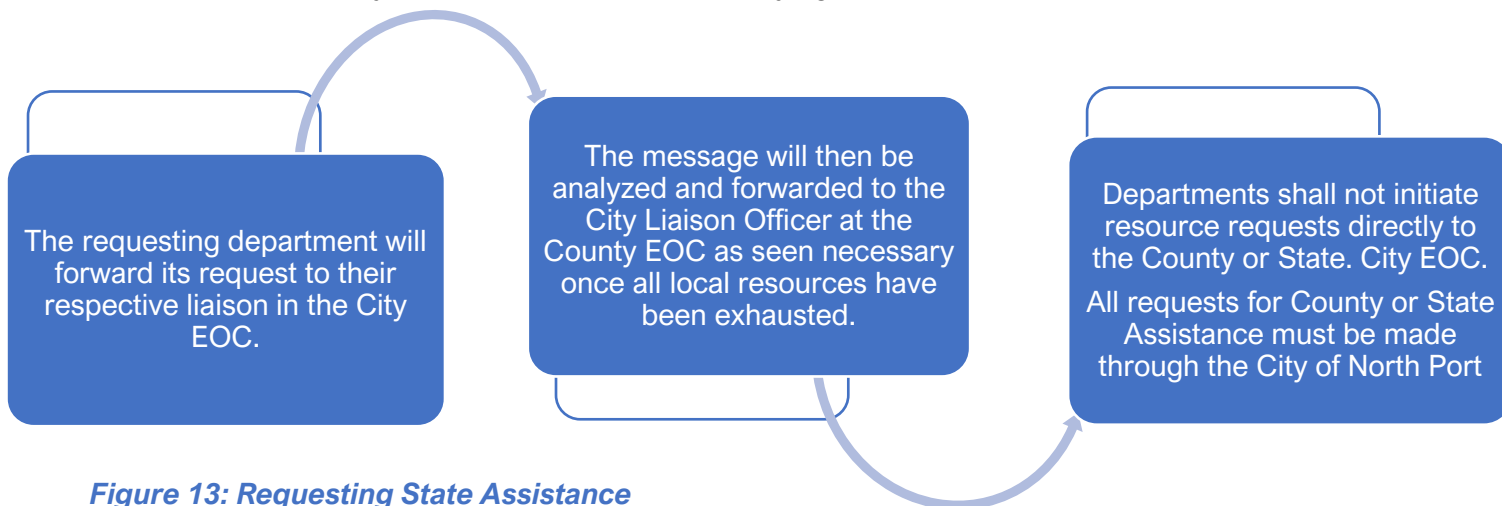 The requesting department will
forward its request to their
respective liaison in the City
EOC.
The message will then be
analyzed and forwarded to the
City Liaison Officer at the
County EOC as seen necessary
once all local resources have
been exhausted.
Departments shall not initiate
resource requests directly to
the County or State. City EOC.
All requests for County or State
Assistance must be made
through the City of North Port
Figure 13: Requesting State Assistance